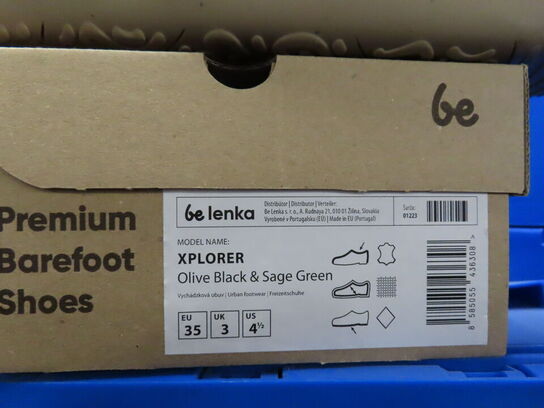 be
Premium
Barefoot
Shoes
be lenka
Distribútor | Distributor | Verteiler:
Be Lenka s. r. o., A. Rudnaya 21, 010 01 Žilina, Slovakia
Vyrobené v Portugalsku (EÚ) | Made in EU (Portugal)
Šarža:
01223
MODEL NAME:
XPLORER
Olive Black & Sage Green
Vychádzková obuv | Urban footwear | Freizeitschuhe
EU
35
UK
3
US
4½
8 585055 436308 >